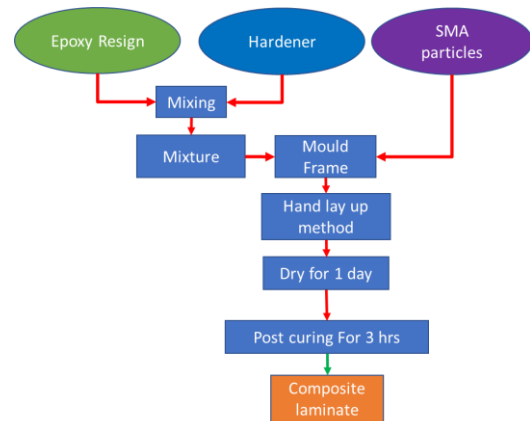 Epoxy Resign
Hardener
SMA
particles
Mixing
Mixture
Mould
Frame
Hand lay up
method
Dry for 1 day
Post curing For 3 hrs
Composite
laminate